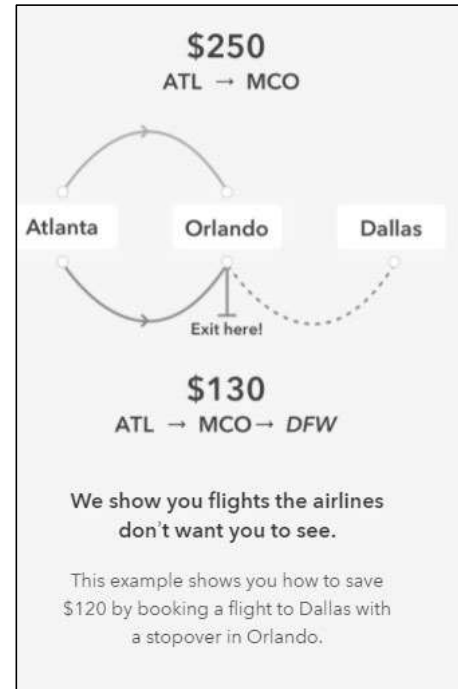 $250
ATL → MCO
Atlanta
Orlando
Dallas
Exit here!
$130
ATL → MCO → DFW
We show you flights the airlines
don't want you to see.
This example shows you how to save
$120 by booking a flight to Dallas with
a stopover in Orlando.